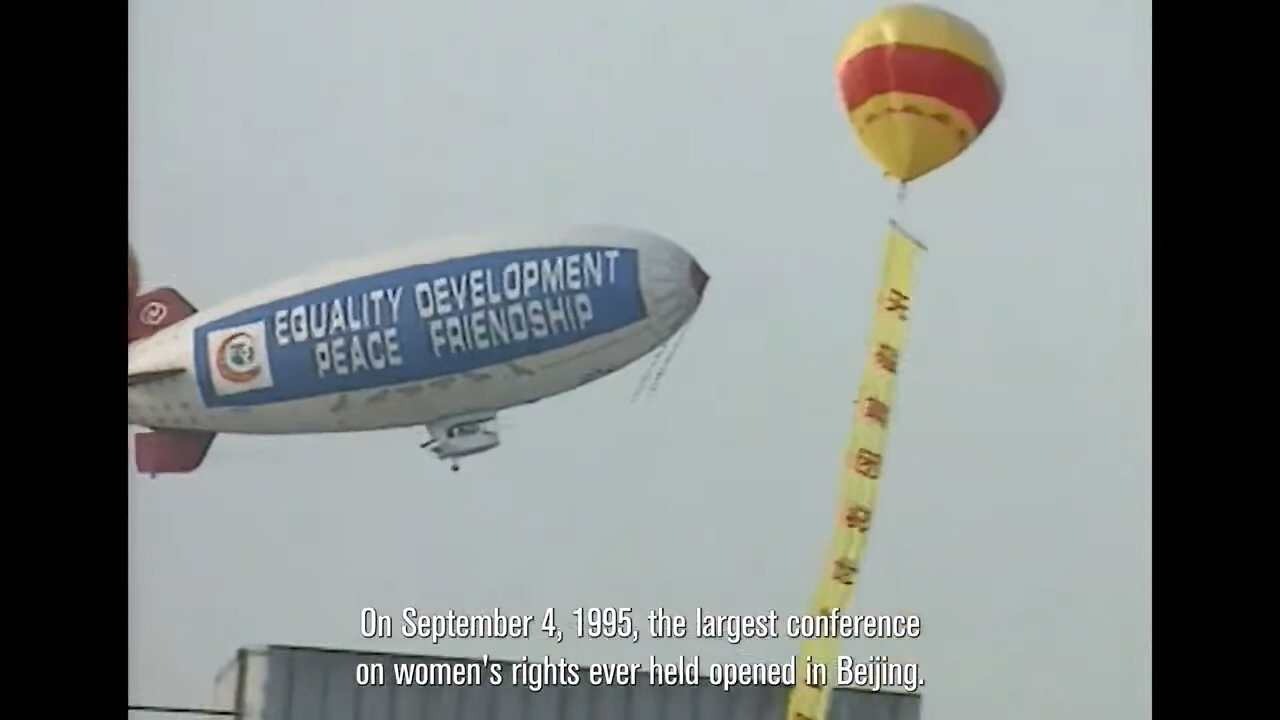 EQUALITY DEVELOPMENT
PEACE FRIENDSHIP
On September 4, 1995, the largest conference
on women's rights ever held opened in Beijing.